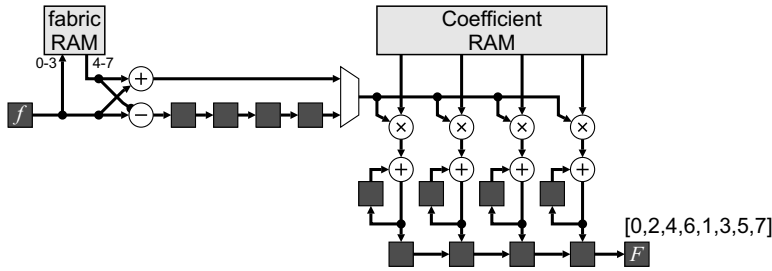 fabric
RAM
Coefficient
RAM
0-3
4-7
+
f
−
×
×
×
×
+
+
+
+
[0,2,4,6,1,3,5,7]
F